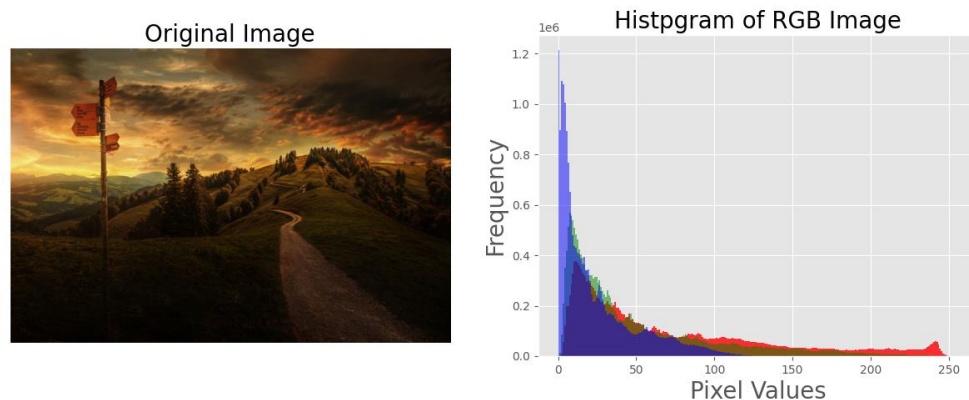 Original Image
Histpgram of RGB Image
1e6
1.2
1.0
0.8
0.6
0.4
0.2
0.0
Frequency
0 50 100 150 200 250
Pixel Values